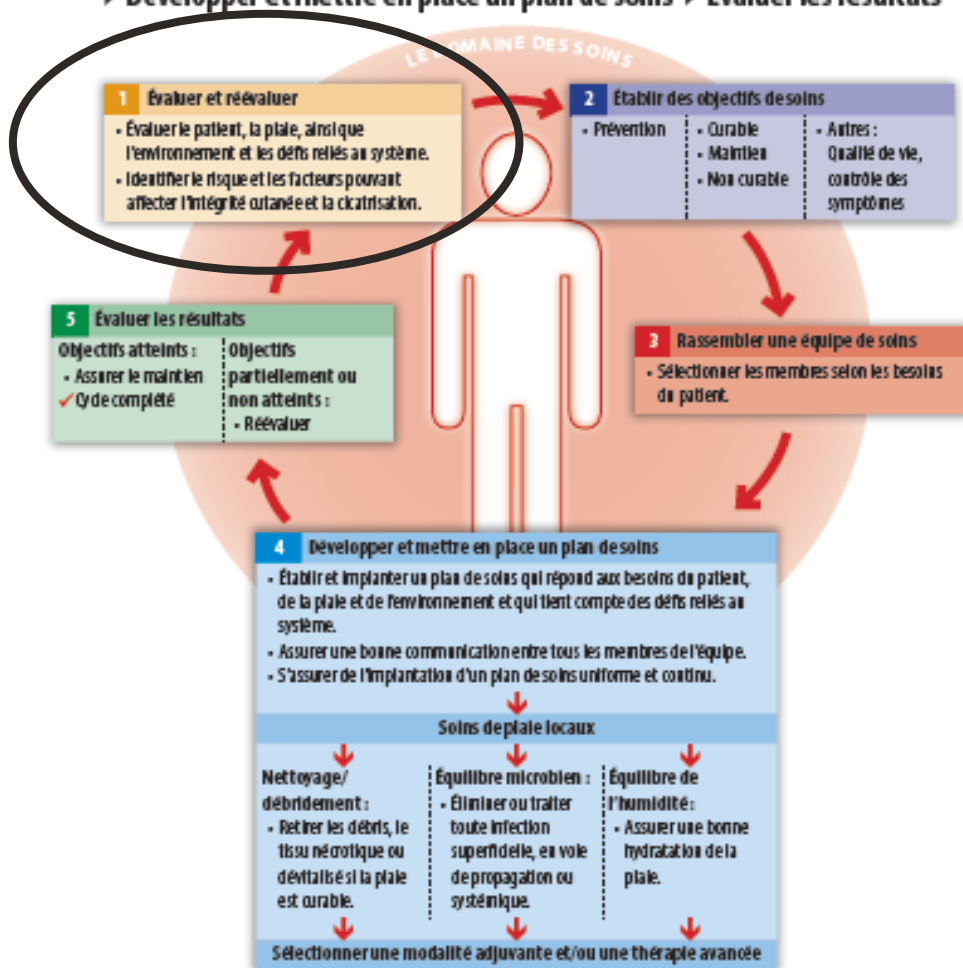 Développer et mettre en place un plan de soins Évaluer les résultats
LE DOMAINE DES SOINS
1 Évaluer et réévaluer
- Évaluer le patient, la plaie, ainsi que
l'environnement et les défis reliés au système.
- Identifier le risque et les facteurs pouvant
affecter l'intégrité cutanée et la cicatrisation.
2 Établir des objectifs de soins
- Prévention
- Curable
- Maintien
- Non curable
- Autres :
Qualité de vie,
contrôle des
symptômes
3 Rassembler une équipe de soins
- Sélectionner les membres selon les besoins
du patient.
4 Développer et mettre en place un plan de soins
- Établir et implanter un plan de soins qui répond aux besoins du patient,
de la plaie et de l'environnement et qui tient compte des défis reliés au
système.
- Assurer une bonne communication entre tous les membres de l'équipe.
- S'assurer de l'implantation d'un plan de soins uniforme et continu.
Soins de plaie locaux
Nettoyage/
débridement :
- Retirer les débris, le
tissu nécrotique ou
dévitalisé si la plaie
est curable.
Équilibre microbien :
- Éliminer ou traiter
toute infection
superficielle, en voie
de propagation ou
systémique.
Équilibre de
l'humidité :
- Assurer une bonne
hydratation de la
plaie.
Sélectionner une modalité adjuvante et/ou une thérapie avancée
5 Évaluer les résultats
Objectifs atteints :
- Assurer le maintien
✓ Cycle complété
Objectifs
partiellement ou
non atteints :
- Réévaluer